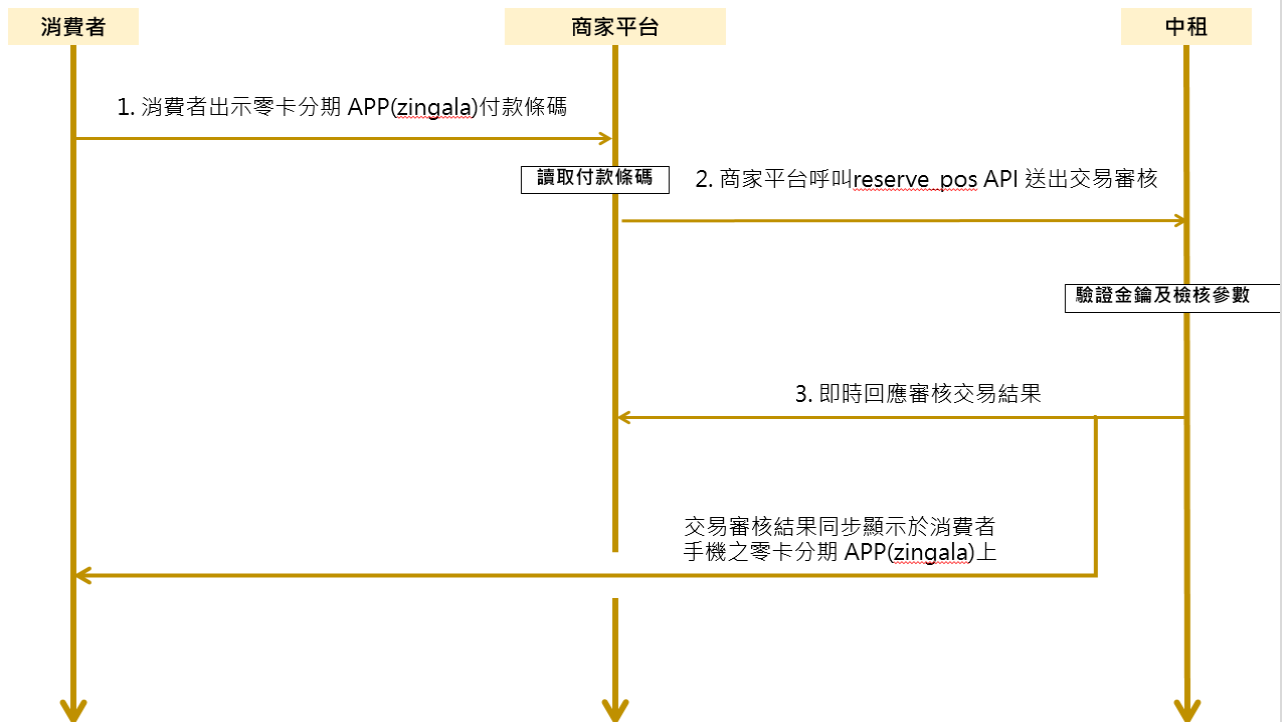 消費者
商家平台
中租
1. 消費者出示零卡分期 APP(zingala)付款條碼
讀取付款條碼
2. 商家平台呼叫reserve_pos API 送出交易審核
驗證金鑰及檢核參數
3. 即時回應審核交易結果
交易審核結果同步顯示於消費者
手機之零卡分期 APP(zingala)上